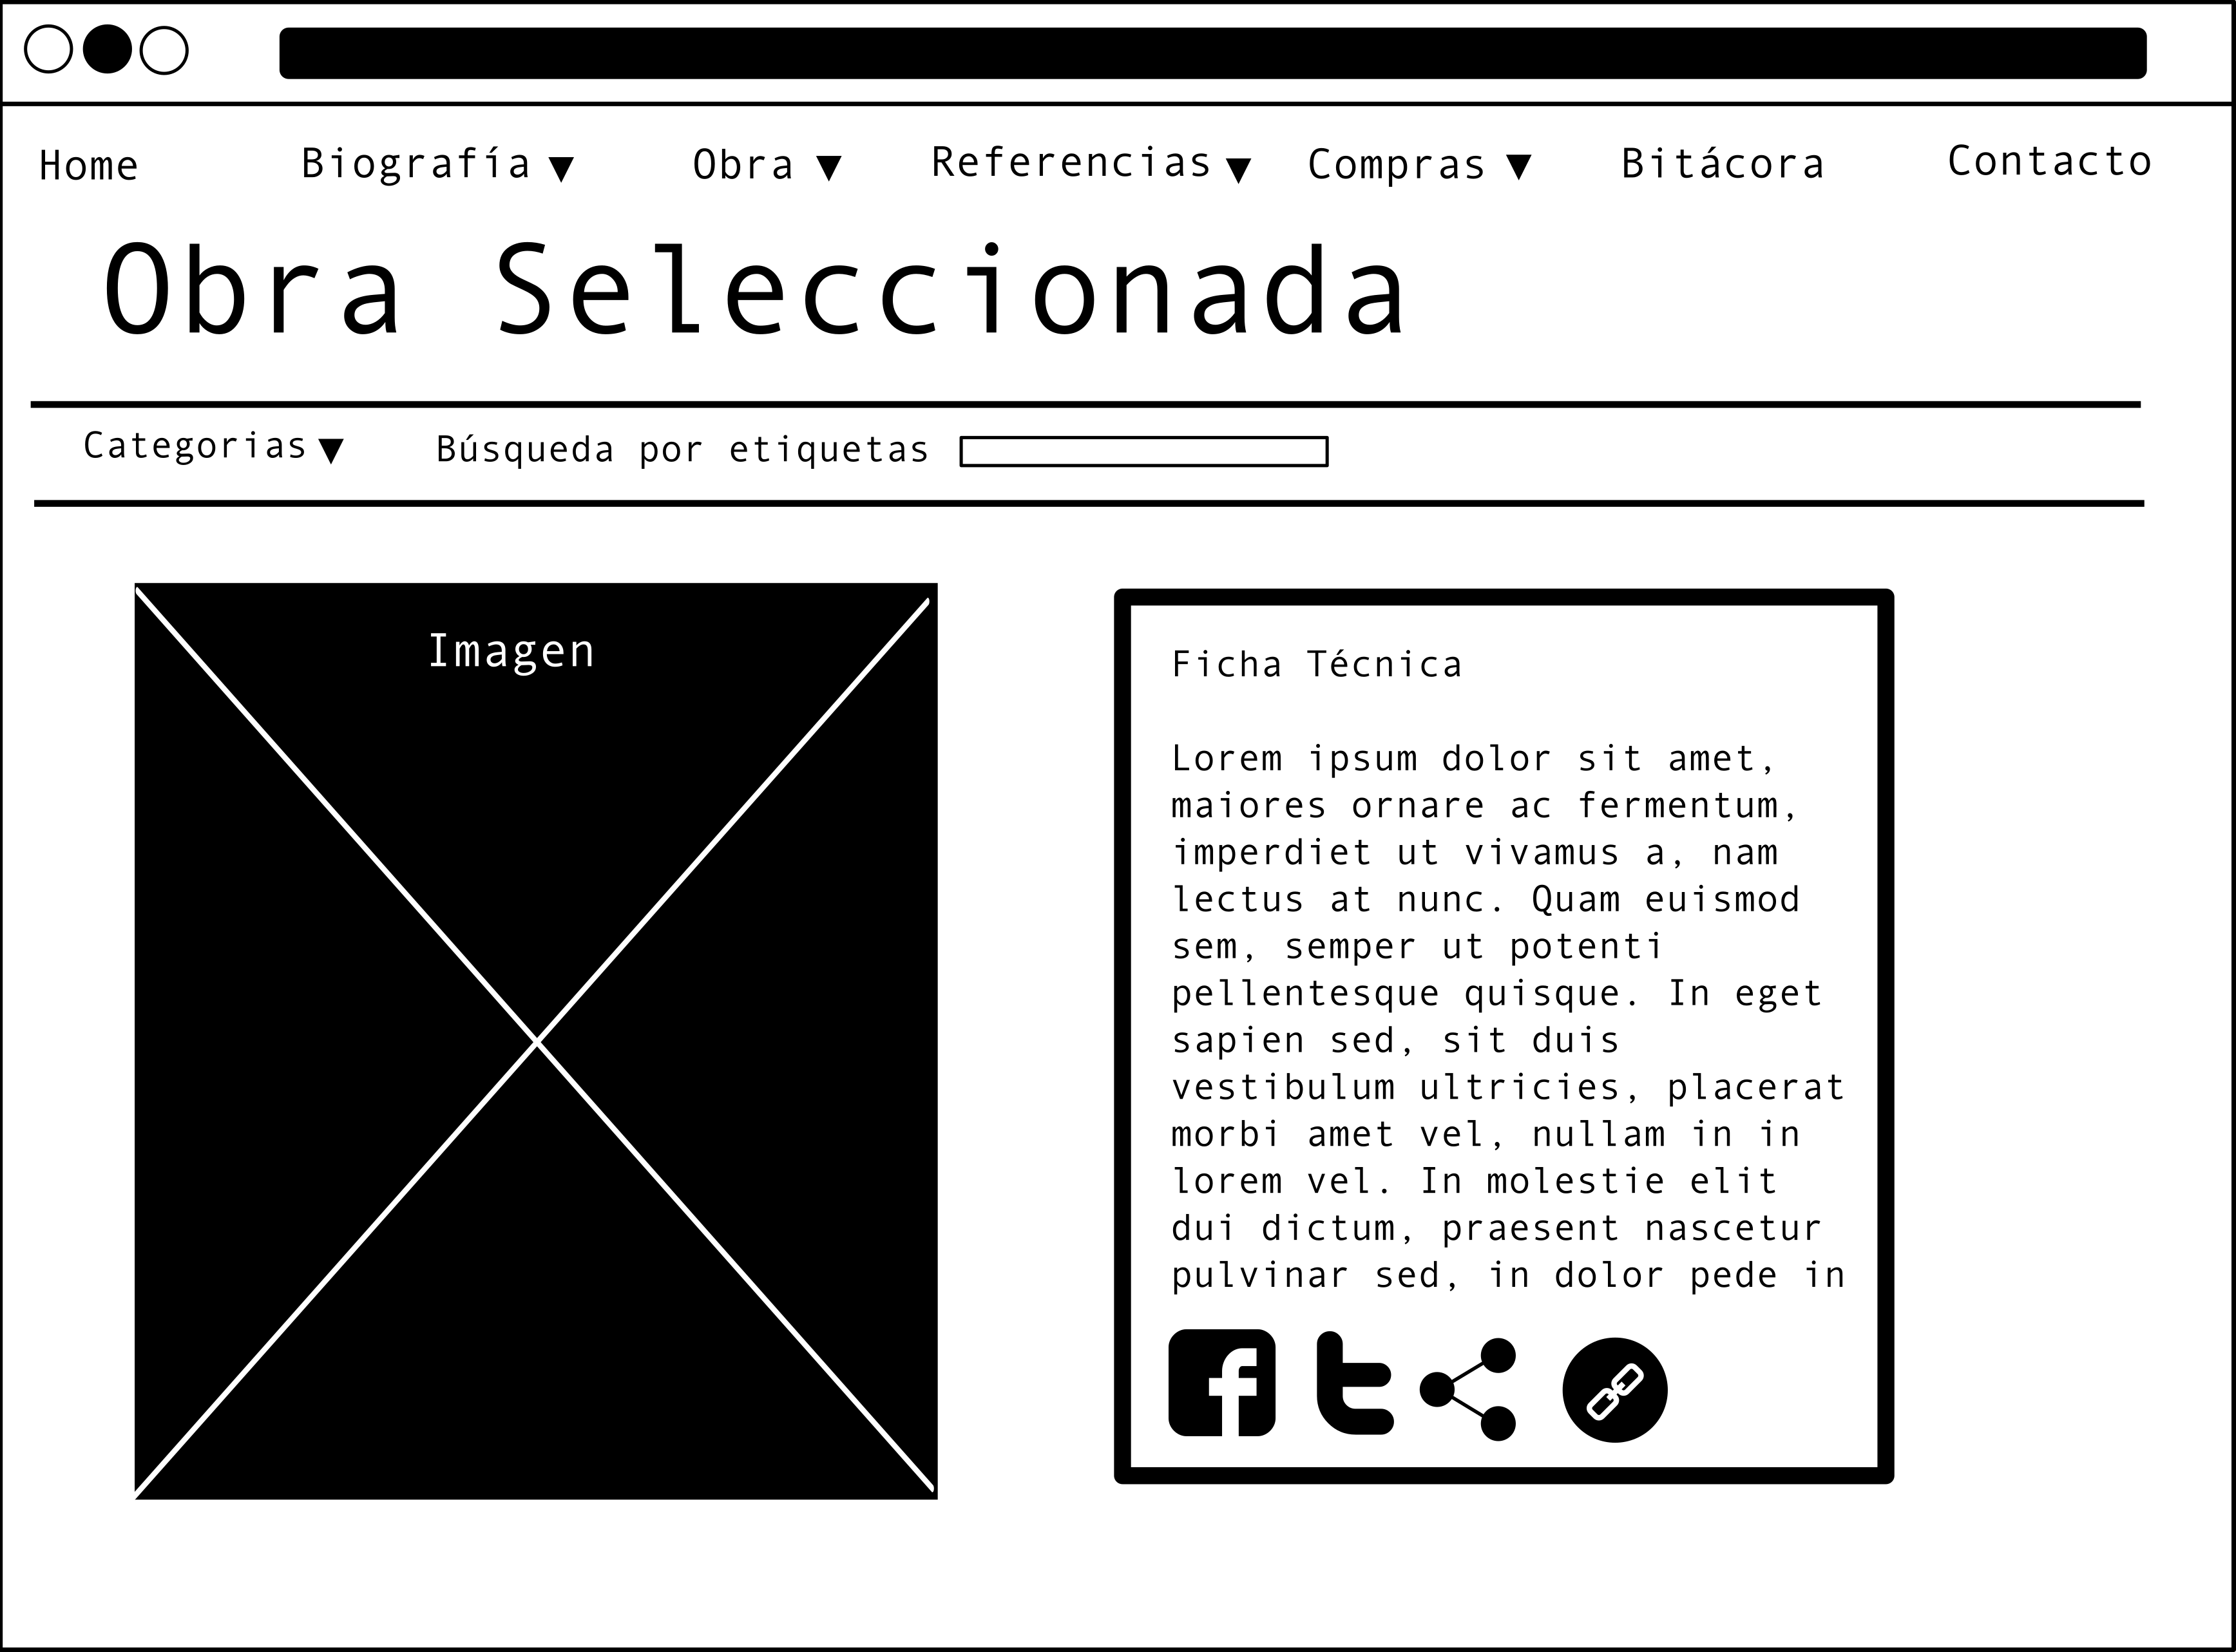 Home Biografía Obra Referencias Compras Bitácora Contacto
Obra Seleccionada
Categorias Búsqueda por etiquetas
Imagen
Ficha Técnica
Lorem ipsum dolor sit amet,
maiores ornare ac fermentum,
imperdiet ut vivamus a, nam
lectus at nunc. Quam euismod
sem, semper ut potenti
pellentesque quisque. In eget
sapien sed, sit duis
vestibulum ultricies, placerat
morbi amet vel, nullam in in
lorem vel. In molestie elit
dui dictum, praesent nascetur
pulvinar sed, in dolor pede in